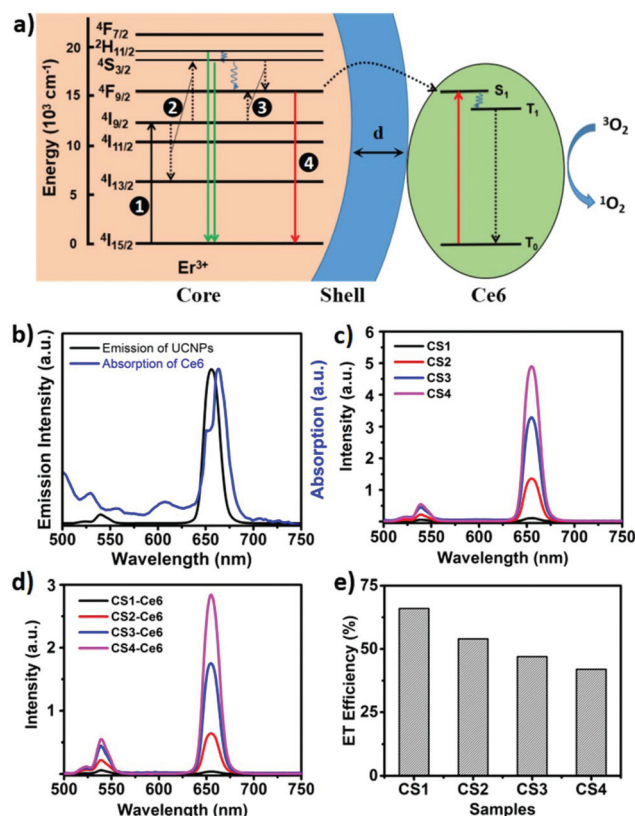 a)
⁴F₇/₂
²H₁₁/₂
⁴S₃/₂
⁴F₉/₂
⁴I₉/₂
⁴I₁₁/₂
⁴I₁₃/₂
⁴I₁₅/₂
Energy (10³ cm⁻¹)
20
15
10
5
0
1
2
3
4
Er³⁺
Core
Shell
d
S₁
T₁
T₀
Ce6
³O₂
¹O₂
b)
Emission Intensity (a.u.)
Emission of UCNPs
Absorption of Ce6
Absorption (a.u.)
500 550 600 650 700 750
Wavelength (nm)
c)
Intensity (a.u.)
6
5
4
3
2
1
CS1
CS2
CS3
CS4
500 550 600 650 700 750
Wavelength (nm)
d)
Intensity (a.u.)
3
2
1
0
CS1-Ce6
CS2-Ce6
CS3-Ce6
CS4-Ce6
500 550 600 650 700 750
Wavelength (nm)
e)
ET Efficiency (%)
75
50
25
0
CS1 CS2 CS3 CS4
Samples